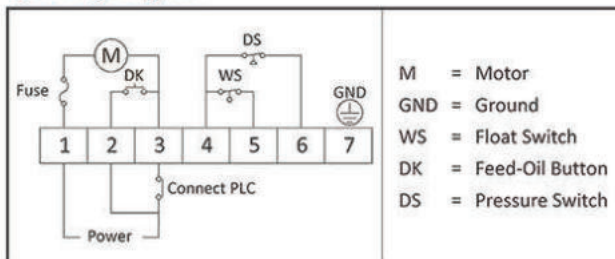 DS
M
DK
WS
Fuse
GND
1 2 3 4 5 6 7
Connect PLC
Power
M = Motor
GND = Ground
WS = Float Switch
DK = Feed-Oil Button
DS = Pressure Switch